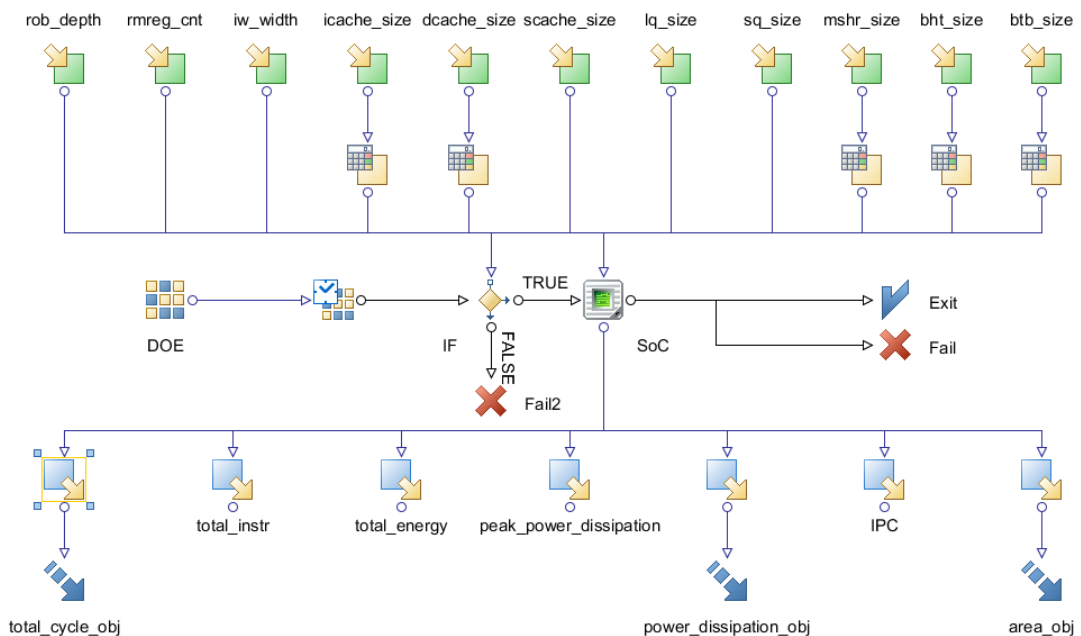 rob_depth rmreg_cnt iw_width icache_size dcache_size scache_size lq_size sq_size mshr_size bht_size btb_size
TRUE
Exit
DOE IF FALSE SoC Fail
Fail2
total_instr total_energy peak_power_dissipation IPC
total_cycle_obj power_dissipation_obj area_obj